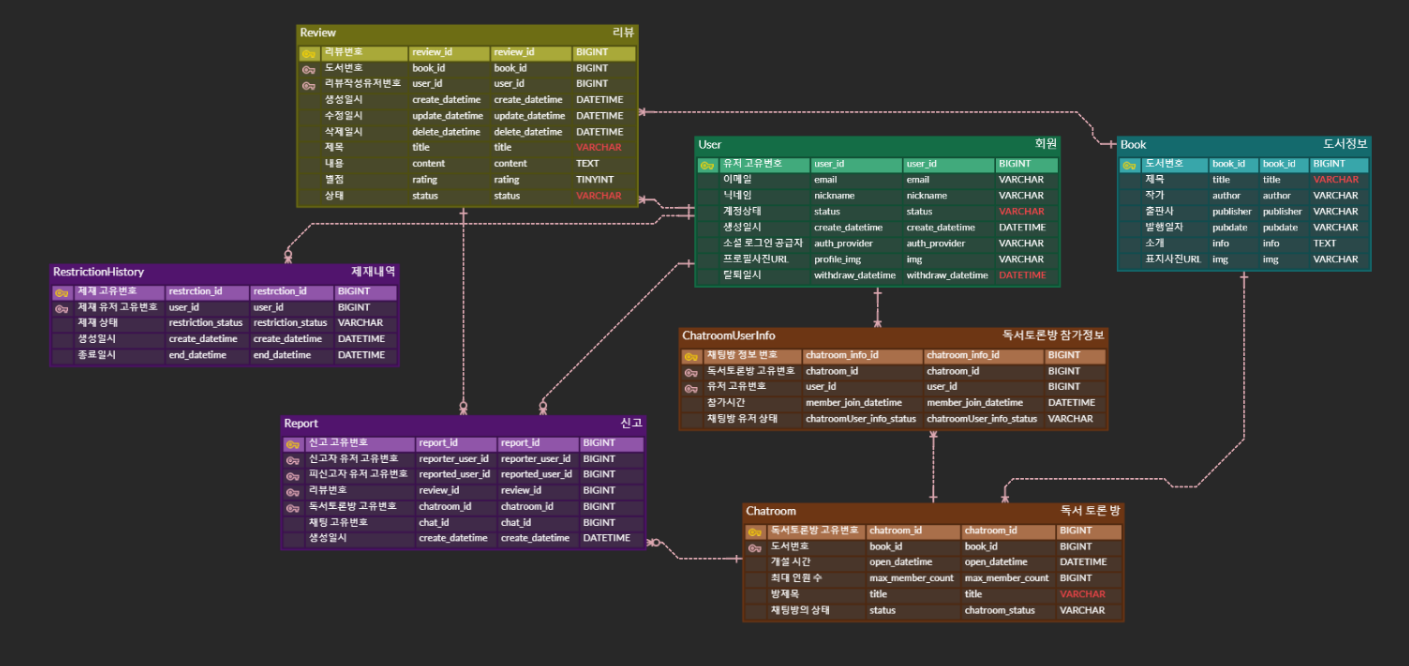 Review 리뷰
리뷰번호 review_id review_id BIGINT
도서번호 book_id book_id BIGINT
리뷰작성유저번호 user_id user_id BIGINT
생성일시 create_datetime create_datetime DATETIME
수정일시 update_datetime update_datetime DATETIME
삭제일시 delete_datetime delete_datetime DATETIME
제목 title title VARCHAR
내용 content content TEXT
별점 rating rating TINYINT
상태 status status VARCHAR
User 회원
유저 고유번호 user_id user_id BIGINT
이메일 email email VARCHAR
닉네임 nickname nickname VARCHAR
계정상태 status status VARCHAR
생성일시 create_datetime create_datetime DATETIME
소셜 로그인 공급자 auth_provider auth_provider VARCHAR
프로필사진URL profile_img img VARCHAR
탈퇴일시 withdraw_datetime withdraw_datetime DATETIME
Book 도서정보
도서번호 book_id book_id BIGINT
제목 title title VARCHAR
작가 author author VARCHAR
출판사 publisher publisher VARCHAR
발행일자 pubdate pubdate VARCHAR
소개 info info TEXT
표지사진URL img img VARCHAR
RestrictionHistory 제재내역
제재 고유번호 restrction_id restrction_id BIGINT
제재 유저 고유번호 user_id user_id BIGINT
제재 상태 restriction_status restriction_status VARCHAR
생성일시 create_datetime create_datetime DATETIME
종료일시 end_datetime end_datetime DATETIME
ChatroomUserInfo 독서토론방 참가정보
채팅방 정보 번호 chatroom_info_id chatroom_info_id BIGINT
독서토론방 고유번호 chatroom_id chatroom_id BIGINT
유저 고유번호 user_id user_id BIGINT
참가시간 member_join_datetime member_join_datetime DATETIME
채팅방 유저 상태 chatroomUser_info_status chatroomUser_info_status VARCHAR
Report 신고
신고 고유번호 report_id report_id BIGINT
신고자 유저 고유번호 reporter_user_id reporter_user_id BIGINT
피신고자 유저 고유번호 reported_user_id reported_user_id BIGINT
리뷰번호 review_id review_id BIGINT
독서토론방 고유번호 chatroom_id chatroom_id BIGINT
채팅 고유번호 chat_id chat_id BIGINT
생성일시 create_datetime create_datetime DATETIME
Chatroom 독서 토론 방
독서토론방 고유번호 chatroom_id chatroom_id BIGINT
도서번호 book_id book_id BIGINT
개설 시간 open_datetime open_datetime DATETIME
최대 인원 수 max_member_count max_member_count BIGINT
방제목 title title VARCHAR
채팅방의 상태 status chatroom_status VARCHAR